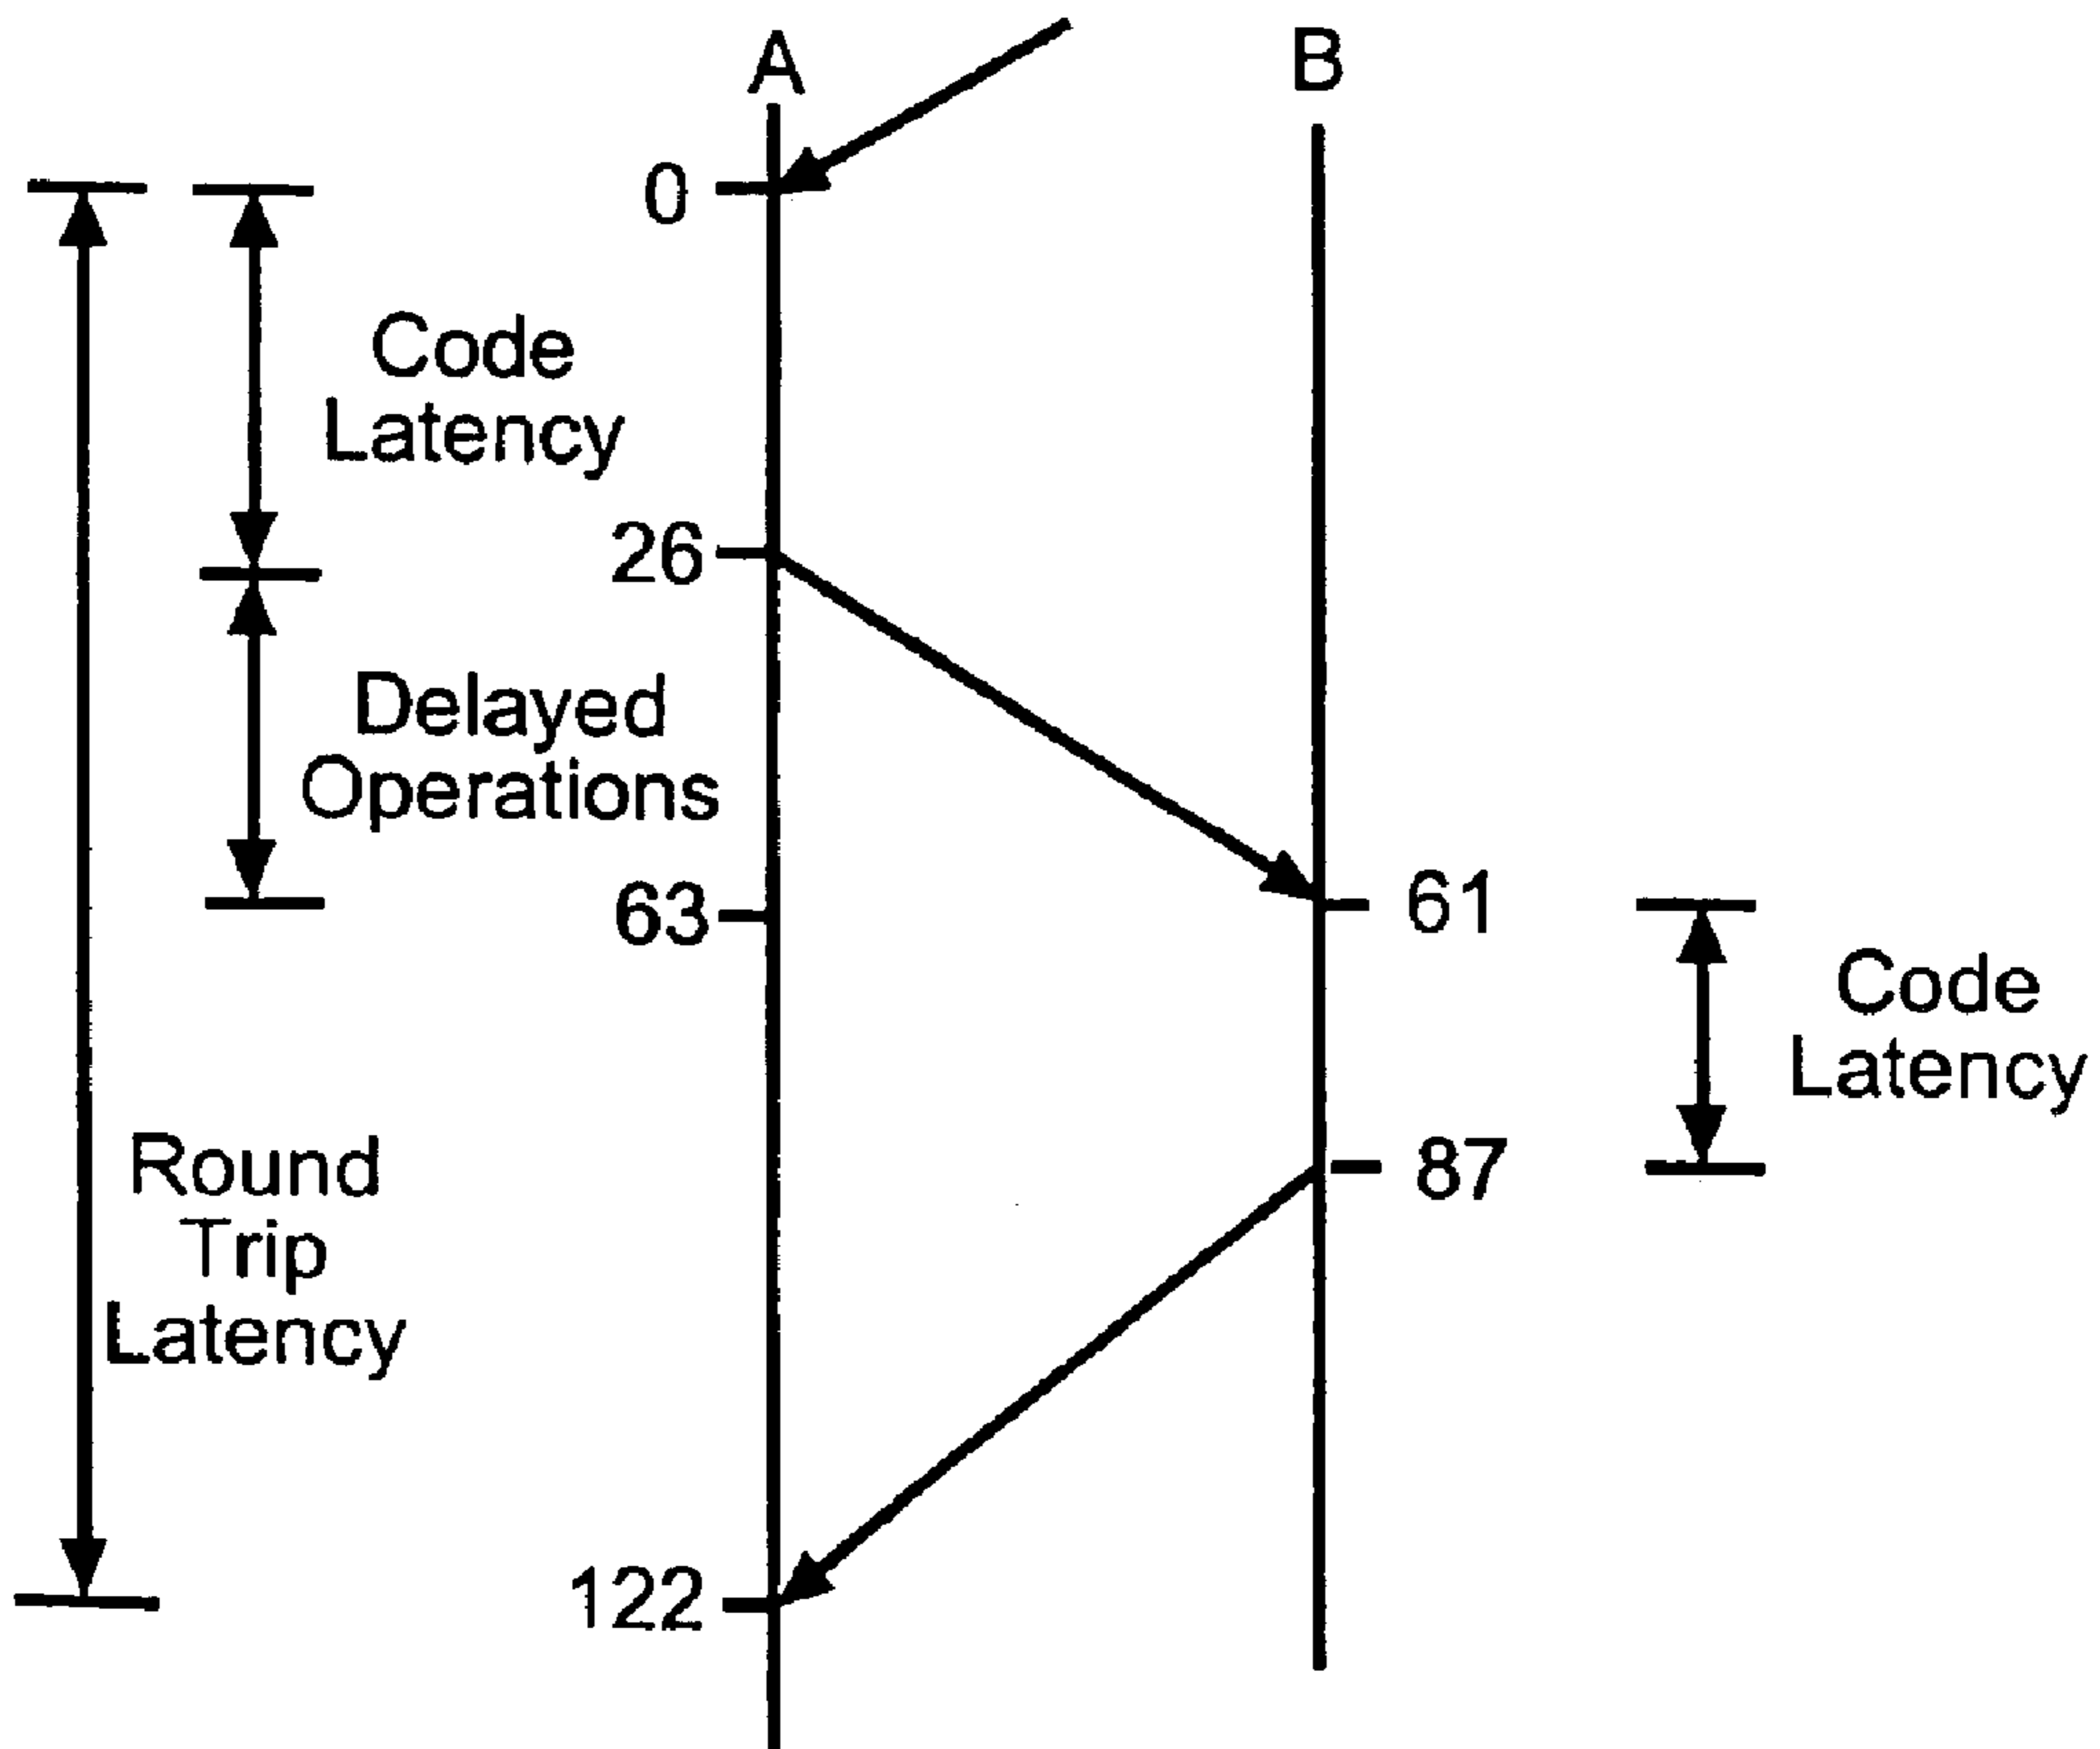 A
B
0
Code
Latency
26
Delayed
Operations
63
61
Code
Latency
87
Round
Trip
Latency
122